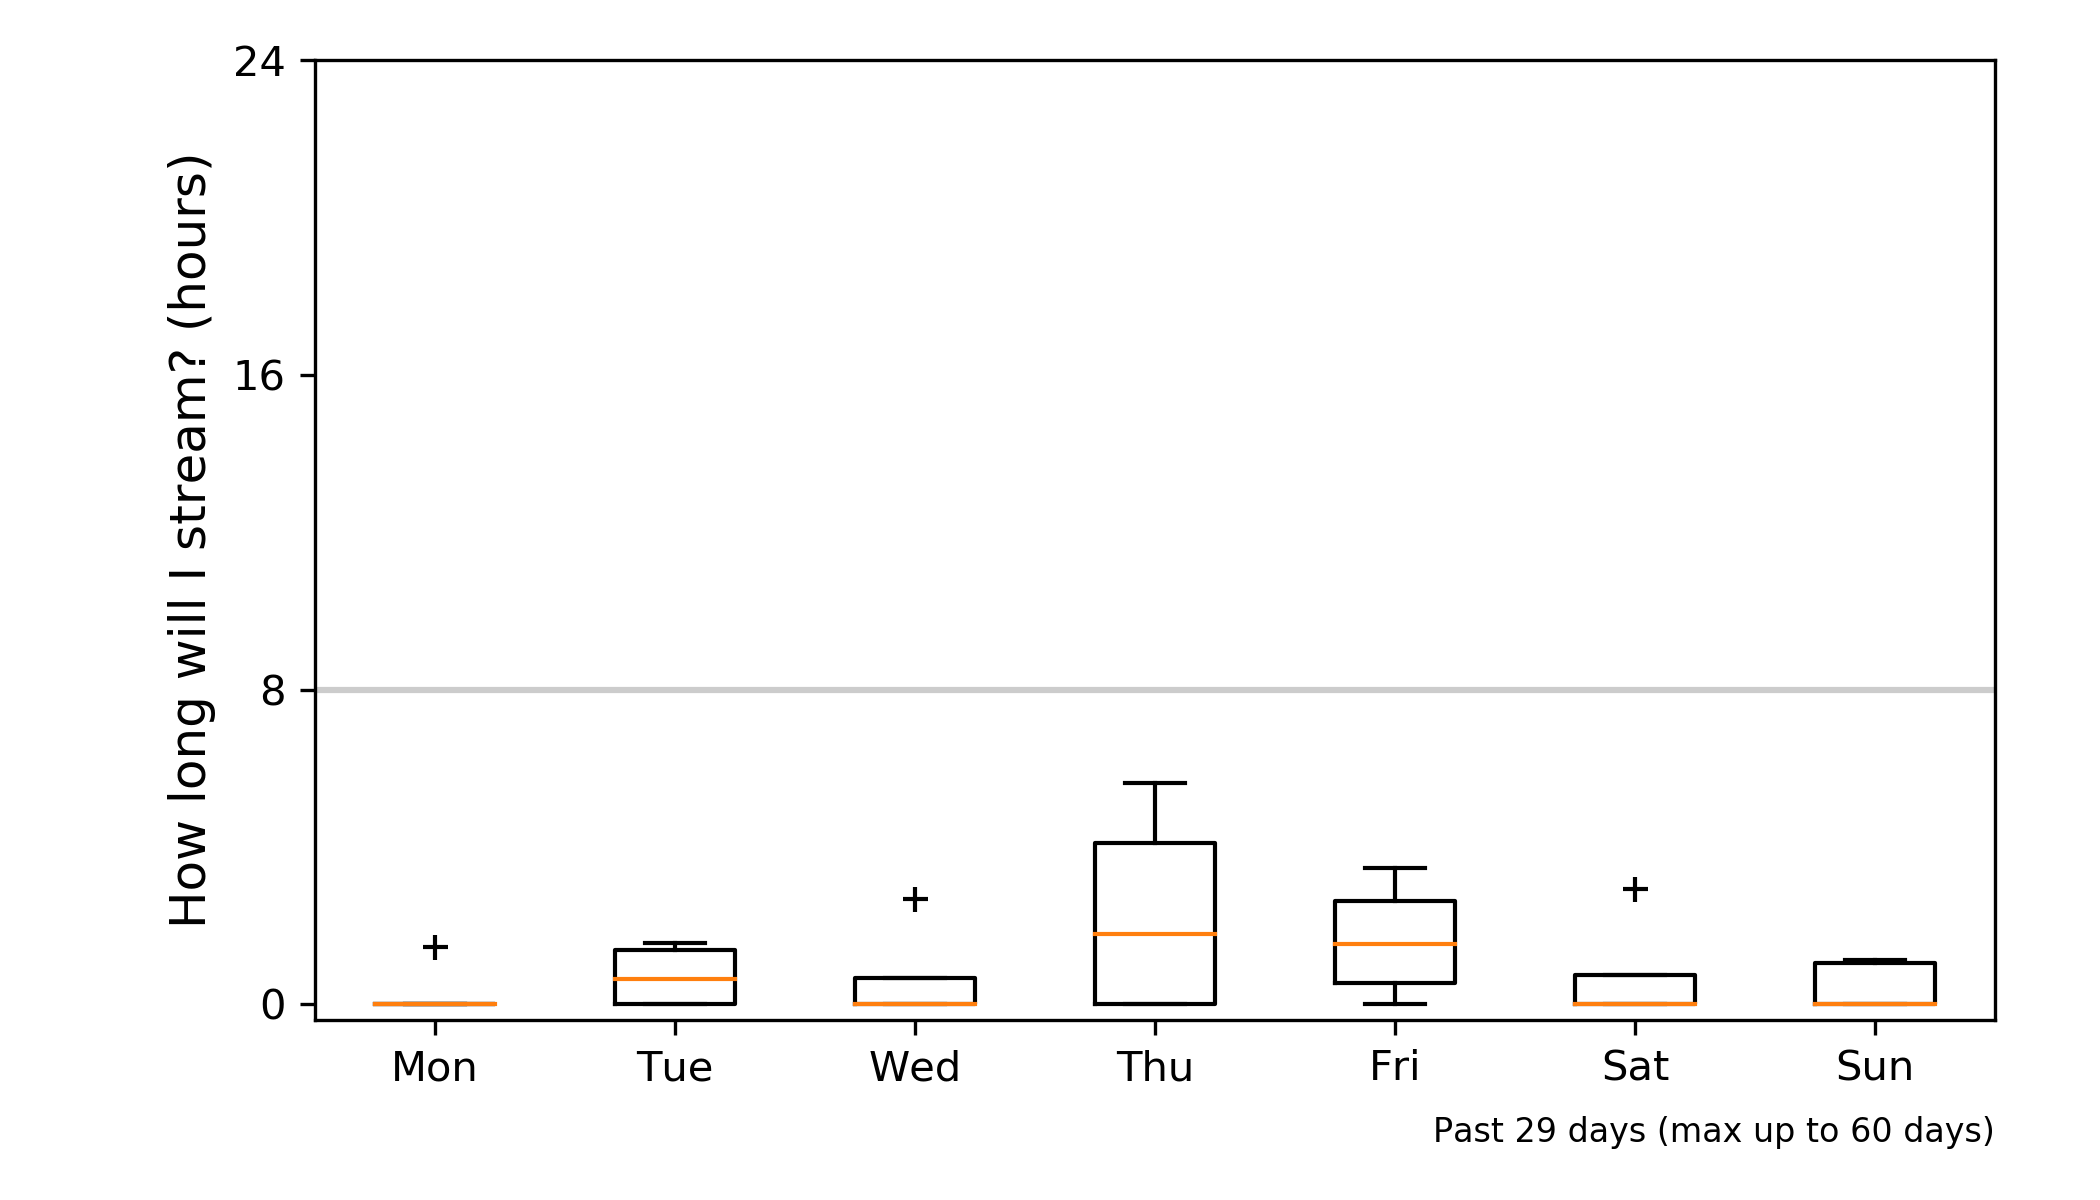 How long will I stream? (hours)
24
16
8
0
Mon Tue Wed Thu Fri Sat Sun
Past 29 days (max up to 60 days)